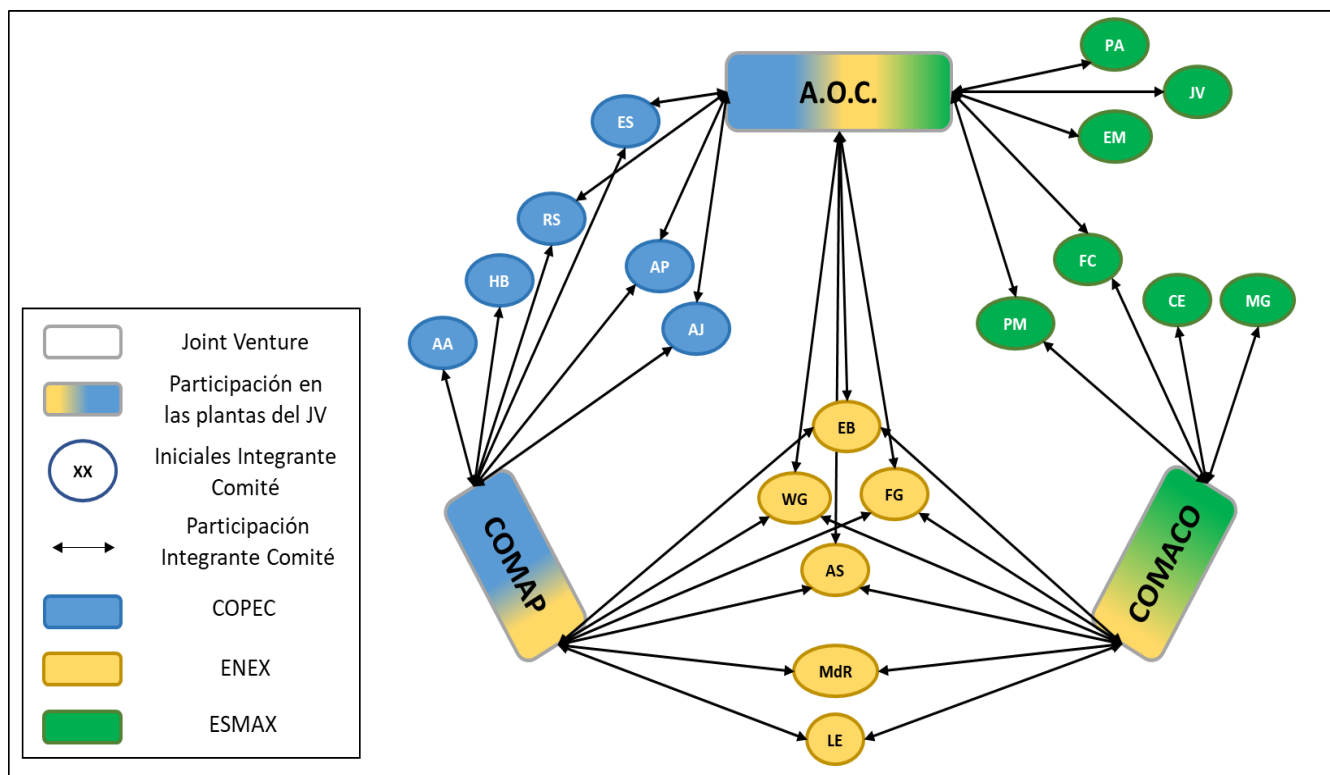 A.O.C.
PA
JV
EM
ES
RS
AP
HB
AJ
AA
FC
CE
MG
PM
EB
WG
FG
AS
MdR
LE
COMAP
COMACO
Joint Venture
Participación en
las plantas del JV
XX
Iniciales Integrante
Comité
Participación
Integrante Comité
COPEC
ENEX
ESMAX